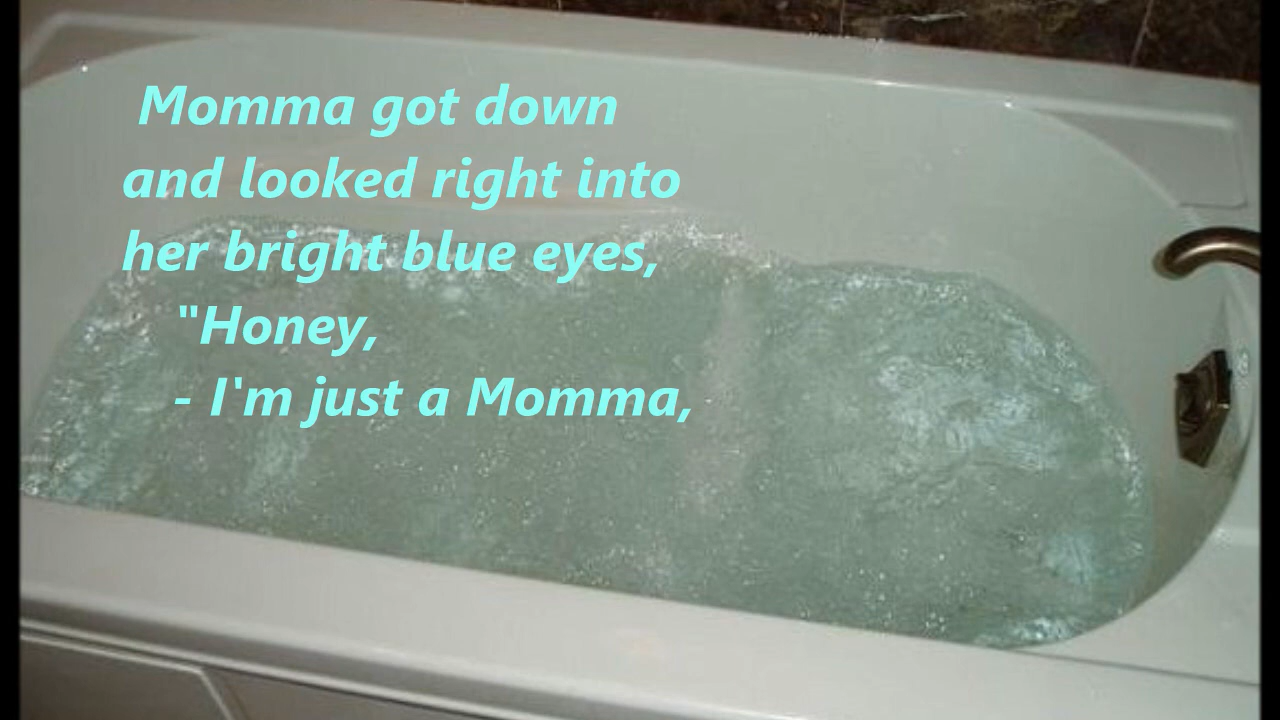 Momma got down
and looked right into
her bright blue eyes,
"Honey,
- I'm just a Momma,